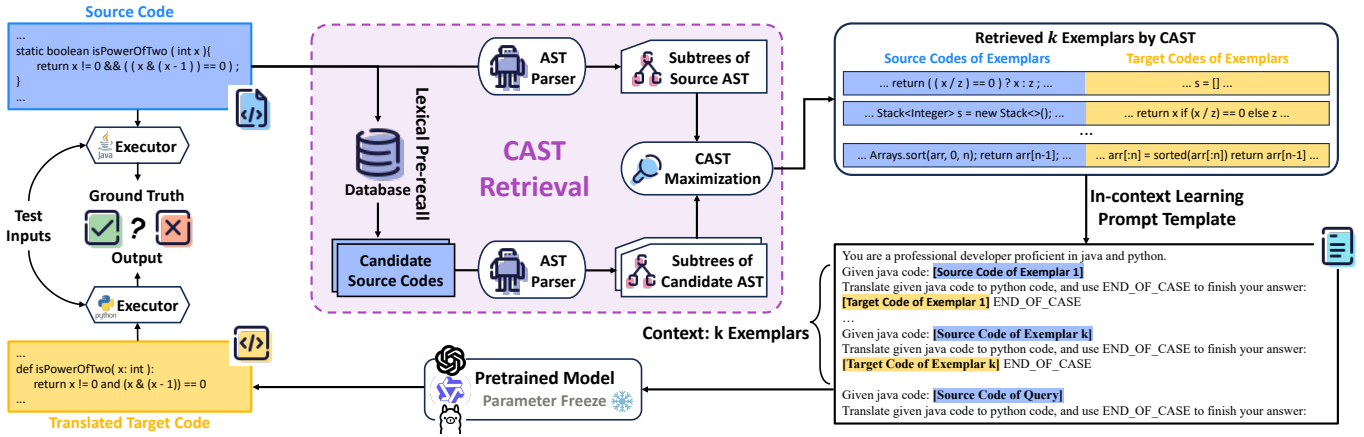 Source Code
...
static boolean isPowerOfTwo ( int x ){
return x != 0 && ( ( x & ( x - 1 ) ) == 0 ) ;
}
...
Java
Executor
Ground Truth
Test
Inputs
?
Output
python
Executor
...
def isPowerOfTwo( x: int ):
return x != 0 and (x & (x - 1)) == 0
...
Translated Target Code
Lexical Pre-recall
Database
Candidate
Source Codes
AST
Parser
Subtrees of
Source AST
CAST
Retrieval
CAST
Maximization
AST
Parser
Subtrees of
Candidate AST
Retrieved k Exemplars by CAST
Source Codes of Exemplars
Target Codes of Exemplars
... return ( ( x / z ) == 0 ) ? x : z ; ...
... s = [] ...
... Stack<Integer> s = new Stack<>(); ...
... return x if (x / z) == 0 else z ...
...
... Arrays.sort(arr, 0, n); return arr[n-1]; ...
... arr[:n] = sorted(arr[:n]) return arr[n-1] ...
In-context Learning
Prompt Template
You are a professional developer proficient in java and python.
Given java code: [Source Code of Exemplar 1]
Translate given java code to python code, and use END_OF_CASE to finish your answer:
[Target Code of Exemplar 1] END_OF_CASE
...
Given java code: [Source Code of Exemplar k]
Translate given java code to python code, and use END_OF_CASE to finish your answer:
[Target Code of Exemplar k] END_OF_CASE
Given java code: [Source Code of Query]
Translate given java code to python code, and use END_OF_CASE to finish your answer:
Context: k Exemplars
Pretrained Model
Parameter Freeze